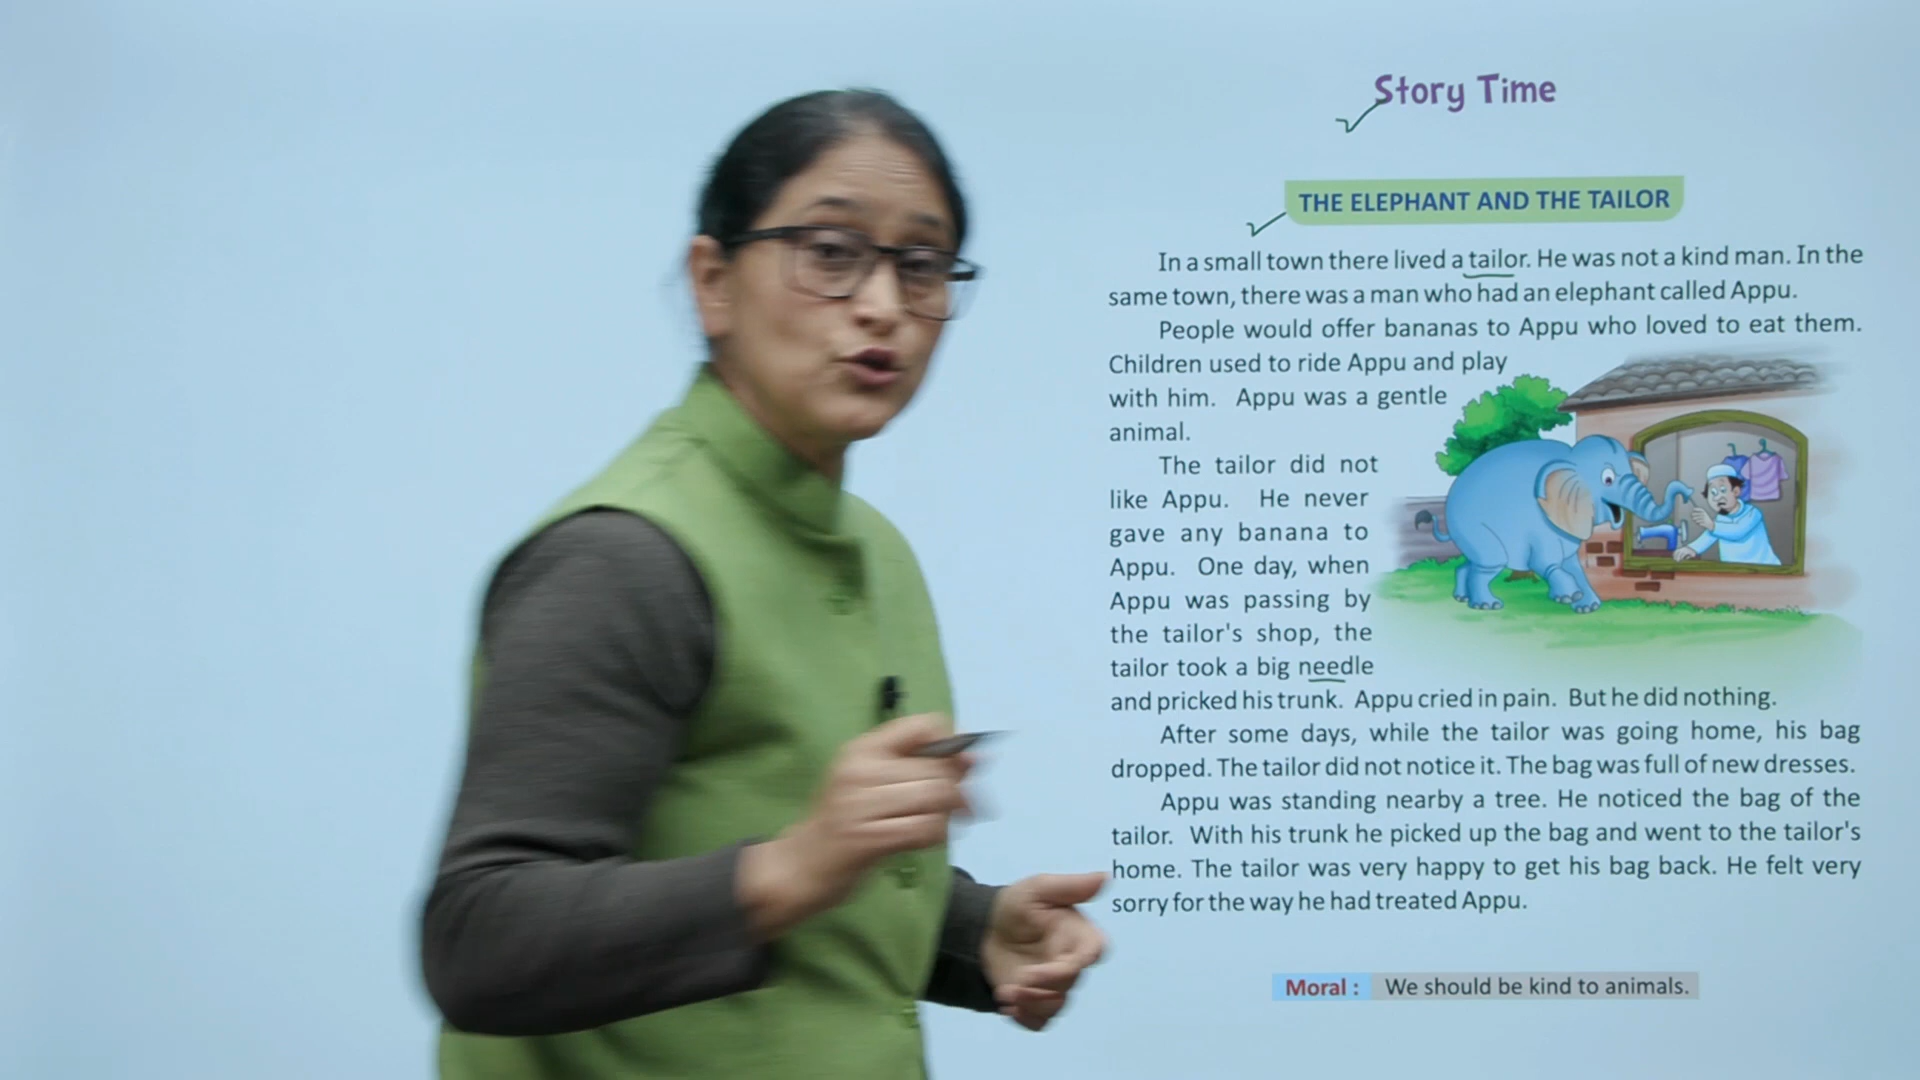 Story Time
THE ELEPHANT AND THE TAILOR
In a small town there lived a tailor. He was not a kind man. In the
same town, there was a man who had an elephant called Appu.
People would offer bananas to Appu who loved to eat them.
Children used to ride Appu and play
with him. Appu was a gentle
animal.
The tailor did not
like Appu. He never
gave any banana to
Appu. One day, when
Appu was passing by
the tailor's shop, the
tailor took a big needle
and pricked his trunk. Appu cried in pain. But he did nothing.
After some days, while the tailor was going home, his bag
dropped. The tailor did not notice it. The bag was full of new dresses.
Appu was standing nearby a tree. He noticed the bag of the
tailor. With his trunk he picked up the bag and went to the tailor's
home. The tailor was very happy to get his bag back. He felt very
sorry for the way he had treated Appu.
Moral : We should be kind to animals.